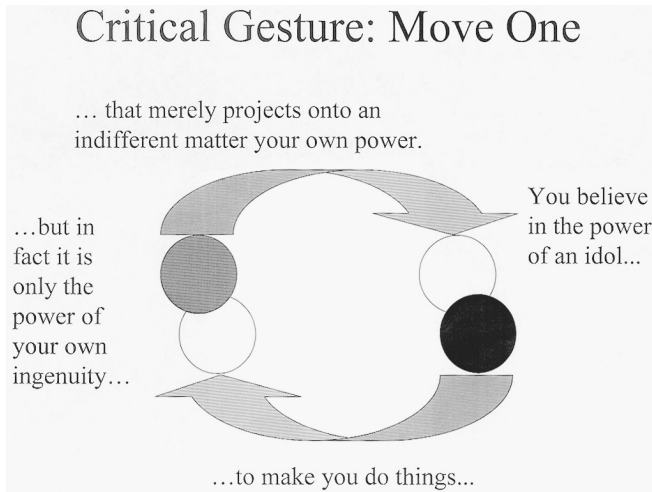 Critical Gesture: Move One
… that merely projects onto an
indifferent matter your own power.
You believe
in the power
of an idol...
…but in
fact it is
only the
power of
your own
ingenuity…
…to make you do things...